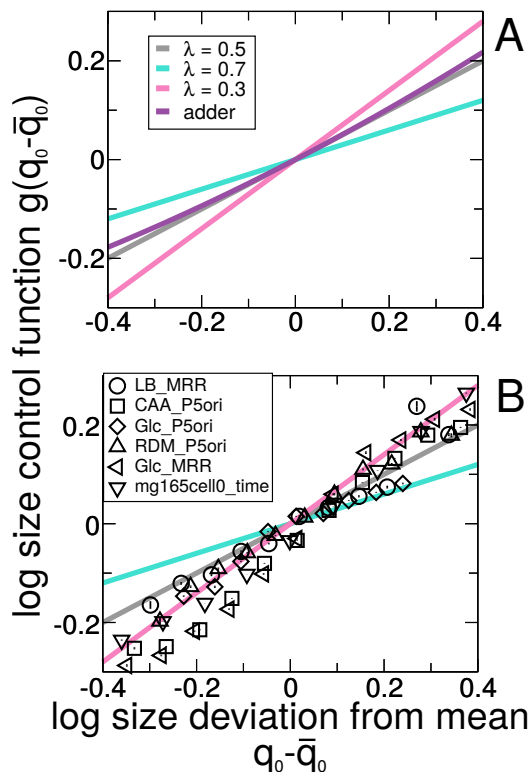 A
λ = 0.5
λ = 0.7
λ = 0.3
adder
0.2
0
-0.2
-0.4 -0.2 0 0.2 0.4
log size control function g(q₀-q̅₀)
B
LB_MRR
CAA_P5ori
Glc_P5ori
RDM_P5ori
Glc_MRR
mg165cell0_time
0.2
0
-0.2
-0.4 -0.2 0 0.2 0.4
log size deviation from mean
q₀-q̅₀